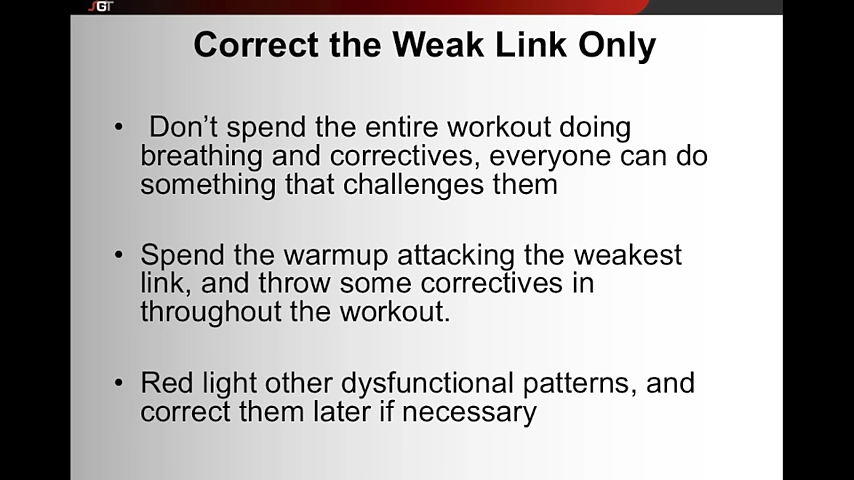 SGT
Correct the Weak Link Only
• Don’t spend the entire workout doing
breathing and correctives, everyone can do
something that challenges them
• Spend the warmup attacking the weakest
link, and throw some correctives in
throughout the workout.
• Red light other dysfunctional patterns, and
correct them later if necessary